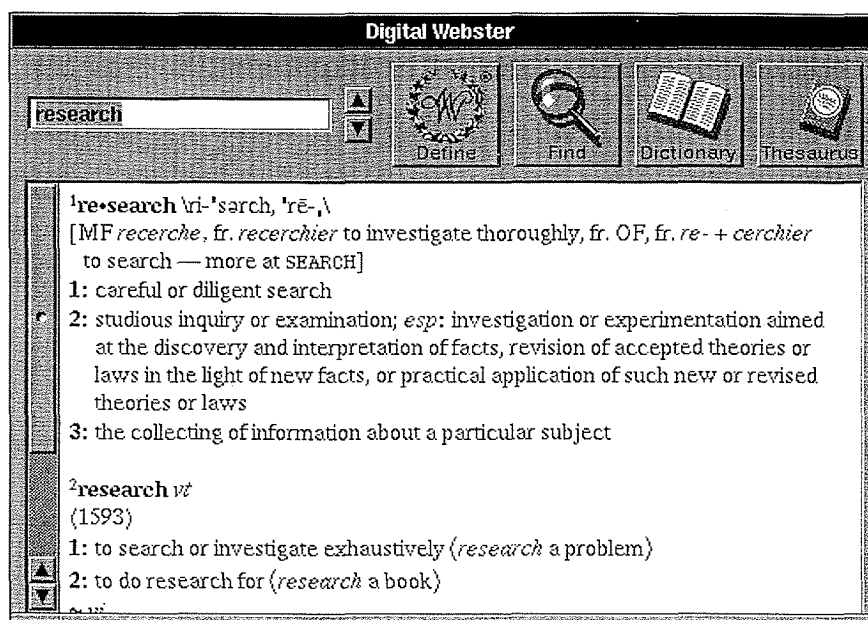 Digital Webster
research
Define
Find
Dictionary
Thesaurus
¹re•search \ri-ˈsərch, ˈrē-ˌ\
[MF recerche, fr. recerchier to investigate thoroughly, fr. OF, fr. re- + cerchier
to search — more at SEARCH]
1: careful or diligent search
2: studious inquiry or examination; esp: investigation or experimentation aimed
at the discovery and interpretation of facts, revision of accepted theories or
laws in the light of new facts, or practical application of such new or revised
theories or laws
3: the collecting of information about a particular subject
²research vt
(1593)
1: to search or investigate exhaustively ⟨research a problem⟩
2: to do research for ⟨research a book⟩